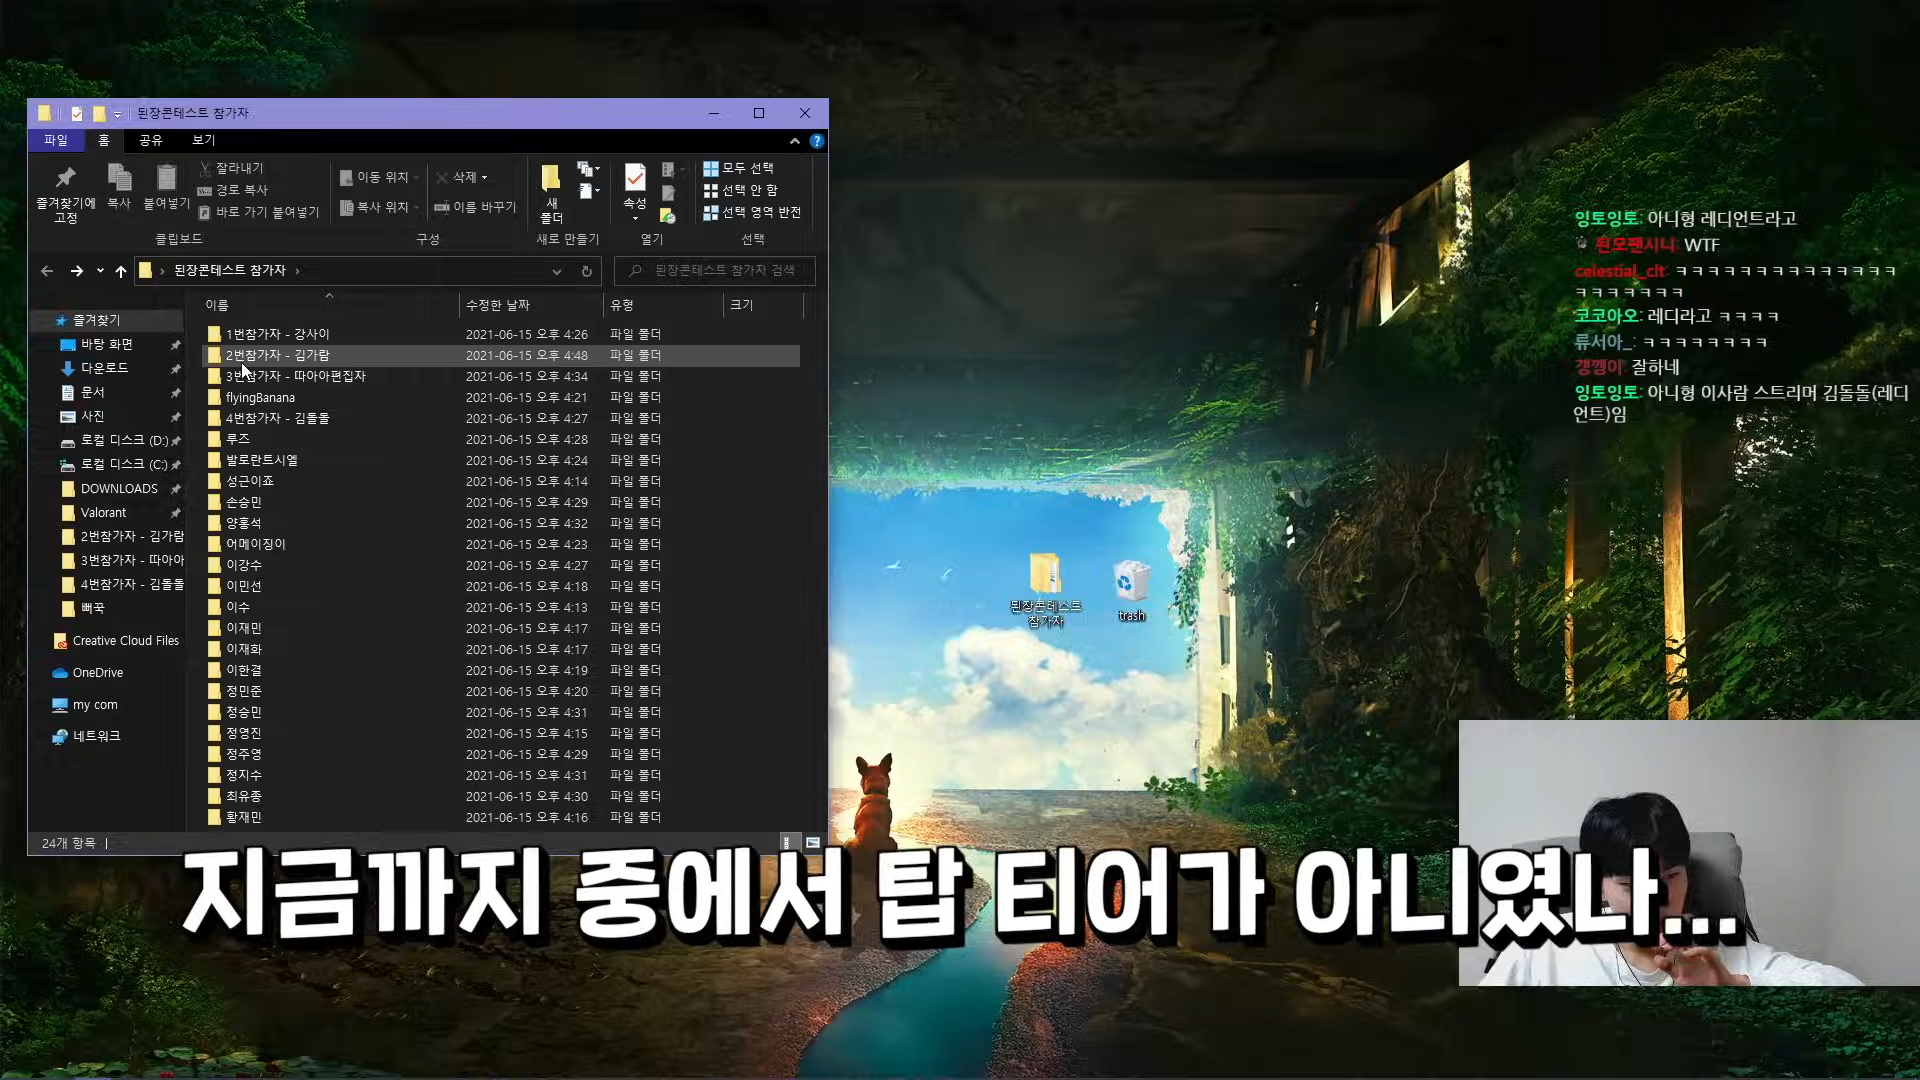 된장콘테스트 참가자
파일 홈 공유 보기
즐겨찾기에 고정
복사
붙여넣기
잘라내기
경로 복사
바로 가기 붙여넣기
클립보드
이동 위치
복사 위치
삭제
이름 바꾸기
구성
새 폴더
새로 만들기
속성
열기
모두 선택
선택 안 함
선택 영역 반전
선택
된장콘테스트 참가자
된장콘테스트 참가자 검색
즐겨찾기
바탕 화면
다운로드
문서
사진
로컬 디스크 (D:)
로컬 디스크 (C:)
DOWNLOADS
Valorant
2번참가자 - 김가람
3번참가자 - 따아아
4번참가자 - 김돌돌
뻐꾹
Creative Cloud Files
OneDrive
my com
네트워크
이름 수정한 날짜 유형 크기
1번참가자 - 강사이 2021-06-15 오후 4:26 파일 폴더
2번참가자 - 김가람 2021-06-15 오후 4:48 파일 폴더
3번참가자 - 따아아편집자 2021-06-15 오후 4:34 파일 폴더
flyingBanana 2021-06-15 오후 4:21 파일 폴더
4번참가자 - 김돌돌 2021-06-15 오후 4:27 파일 폴더
루즈 2021-06-15 오후 4:28 파일 폴더
발로란트시엘 2021-06-15 오후 4:24 파일 폴더
성근이죠 2021-06-15 오후 4:14 파일 폴더
손승민 2021-06-15 오후 4:29 파일 폴더
양홍석 2021-06-15 오후 4:32 파일 폴더
어메이징이 2021-06-15 오후 4:23 파일 폴더
이강수 2021-06-15 오후 4:27 파일 폴더
이민선 2021-06-15 오후 4:18 파일 폴더
이수 2021-06-15 오후 4:13 파일 폴더
이재민 2021-06-15 오후 4:17 파일 폴더
이재화 2021-06-15 오후 4:17 파일 폴더
이한결 2021-06-15 오후 4:19 파일 폴더
정민준 2021-06-15 오후 4:20 파일 폴더
정승민 2021-06-15 오후 4:31 파일 폴더
정영진 2021-06-15 오후 4:15 파일 폴더
정주영 2021-06-15 오후 4:29 파일 폴더
정지수 2021-06-15 오후 4:31 파일 폴더
최유종 2021-06-15 오후 4:30 파일 폴더
황재민 2021-06-15 오후 4:16 파일 폴더
24개 항목
된장콘테스트
참가자
trash
잉토잉토: 아니형 레디언트라고
된모팬시니: WTF
celestial_clt: ㅋㅋㅋㅋㅋㅋㅋㅋㅋㅋㅋㅋㅋㅋ
ㅋㅋㅋㅋㅋㅋㅋ
코코아오: 레디라고 ㅋㅋㅋㅋ
류서아_: ㅋㅋㅋㅋㅋㅋㅋㅋ
갱껭이: 잘하네
잉토잉토: 아니형 이사람 스트리머 김돌돌(레디
언트)임
지금까지 중에서 탑 티어가 아니였나...